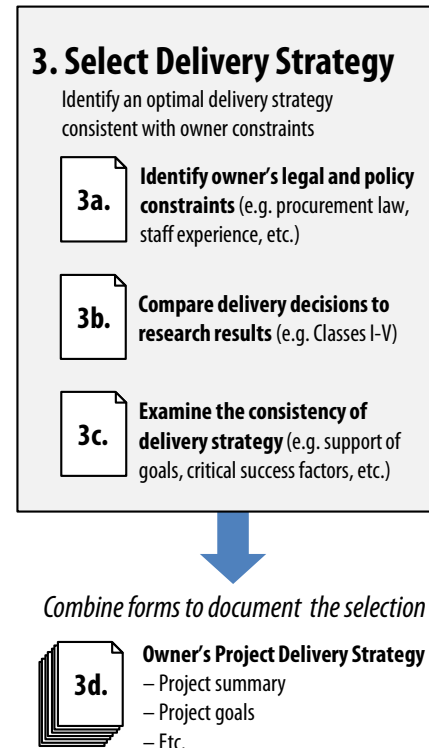 3. Select Delivery Strategy
Identify an optimal delivery strategy
consistent with owner constraints
3a.
Identify owner's legal and policy
constraints (e.g. procurement law,
staff experience, etc.)
3b.
Compare delivery decisions to
research results (e.g. Classes I-V)
3c.
Examine the consistency of
delivery strategy (e.g. support of
goals, critical success factors, etc.)
Combine forms to document the selection
3d.
Owner's Project Delivery Strategy
– Project summary
– Project goals
– Etc.